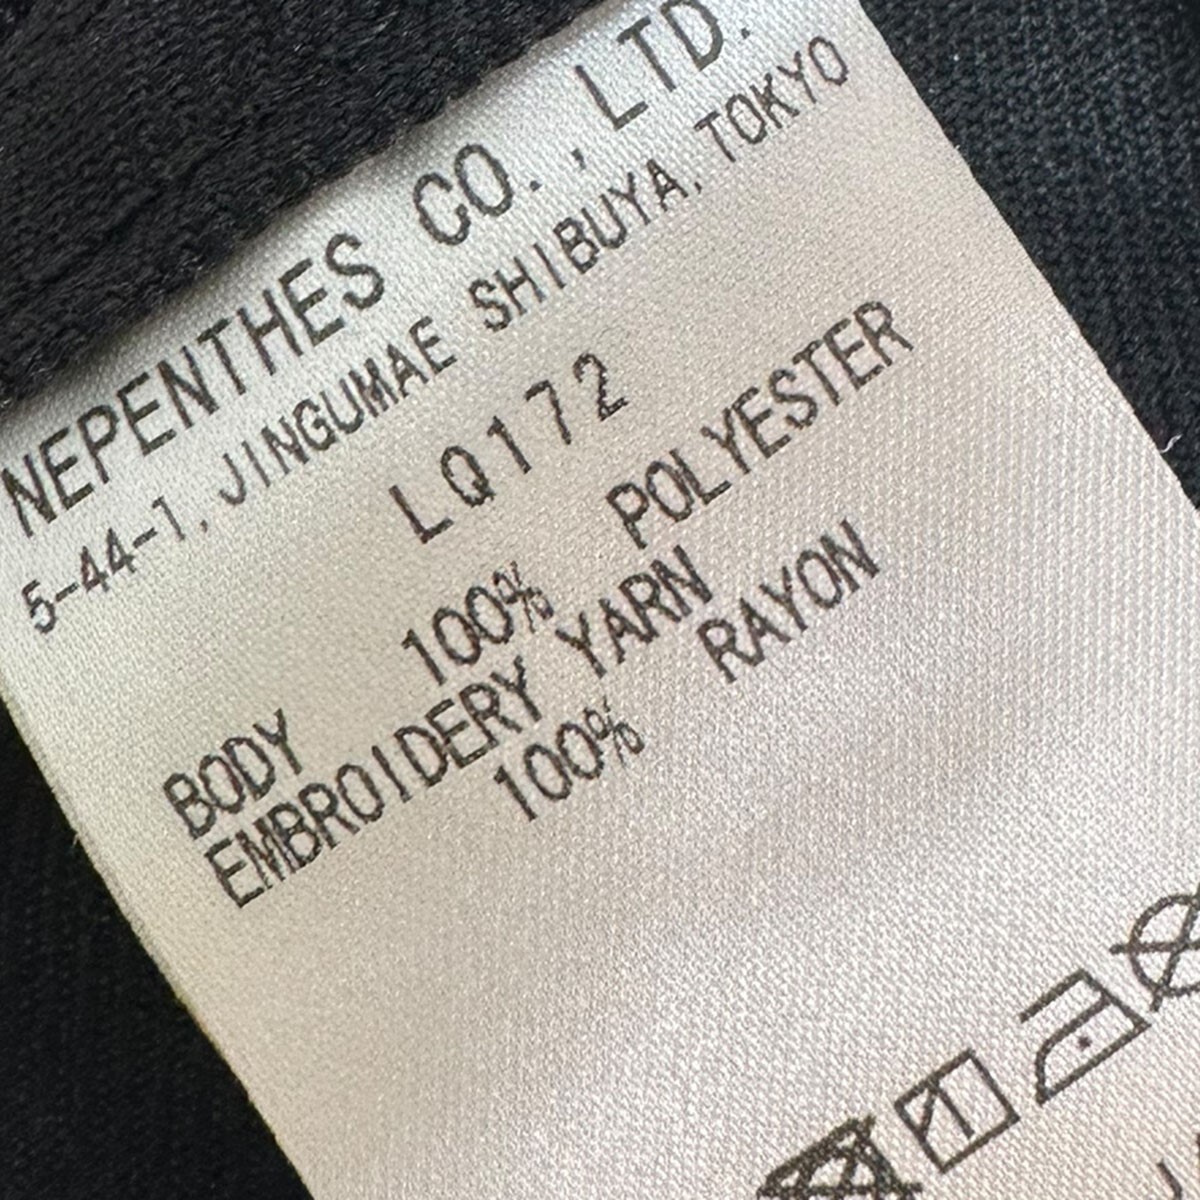 NEPENTHES CO., LTD.
5-44-1, JINGUMAE SHIBUYA, TOKYO
LQ172
BODY 100% POLYESTER
EMBROIDERY YARN
100% RAYON